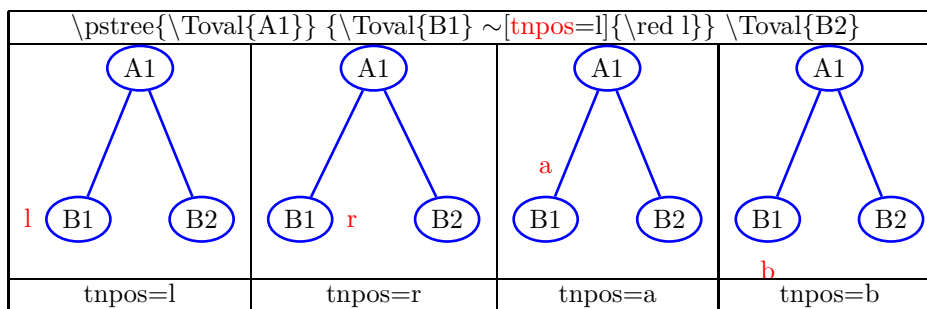 \pstree{\Toval{A1}} {\Toval{B1} ∼[tnpos=l]{\red l}} \Toval{B2}
A1 A1 A1 A1
a
l B1 B2 B1 r B2 B1 B2 B1 B2
b
tnpos=l tnpos=r tnpos=a tnpos=b